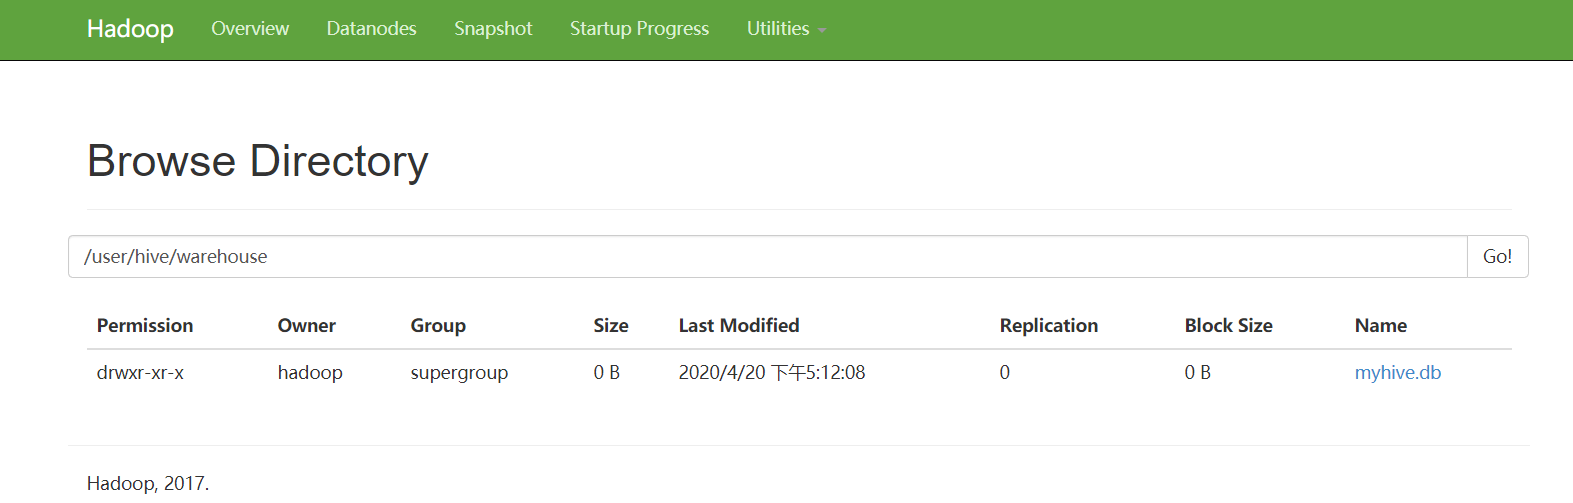 Hadoop Overview Datanodes Snapshot Startup Progress Utilities
Browse Directory
/user/hive/warehouse Go!
Permission Owner Group Size Last Modified Replication Block Size Name
drwxr-xr-x hadoop supergroup 0 B 2020/4/20 下午5:12:08 0 0 B myhive.db
Hadoop, 2017.